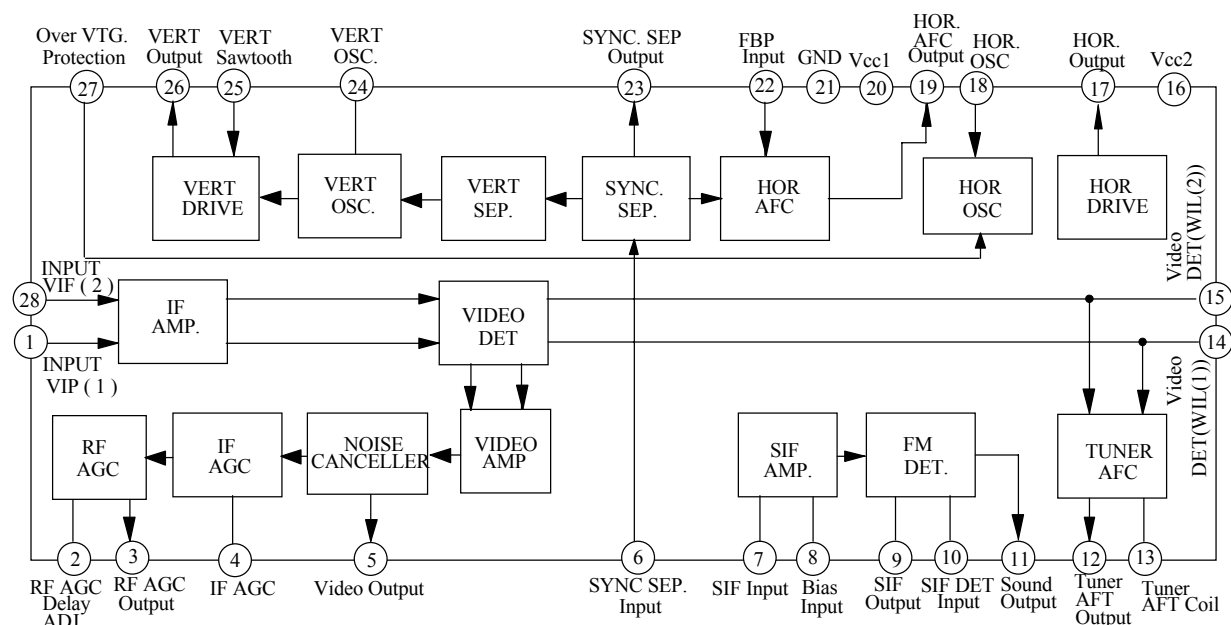 Over VTG.
Protection
VERT
Output
VERT
Sawtooth
VERT
OSC.
SYNC. SEP
Output
FBP
Input
GND
Vcc1
HOR.
AFC
Output
HOR.
OSC
HOR.
Output
Vcc2
27
26
25
24
23
22
21
20
19
18
17
16
VERT
DRIVE
VERT
OSC.
VERT
SEP.
SYNC.
SEP.
HOR
AFC
HOR
OSC
HOR
DRIVE
Video
DET(WIL(2))
INPUT
VIF ( 2 )
28
1
INPUT
VIP ( 1 )
IF
AMP.
VIDEO
DET
15
14
Video
DET(WIL(1))
RF
AGC
IF
AGC
NOISE
CANCELLER
VIDEO
AMP
SIF
AMP.
FM
DET.
TUNER
AFC
2
3
4
5
6
7
8
9
10
11
12
13
RF AGC
Delay
ADJ
RF AGC
Output
IF AGC
Video Output
SYNC SEP.
Input
SIF Input
Bias
Input
SIF
Output
SIF DET
Input
Sound
Output
Tuner
AFT
Output
Tuner
AFT Coil